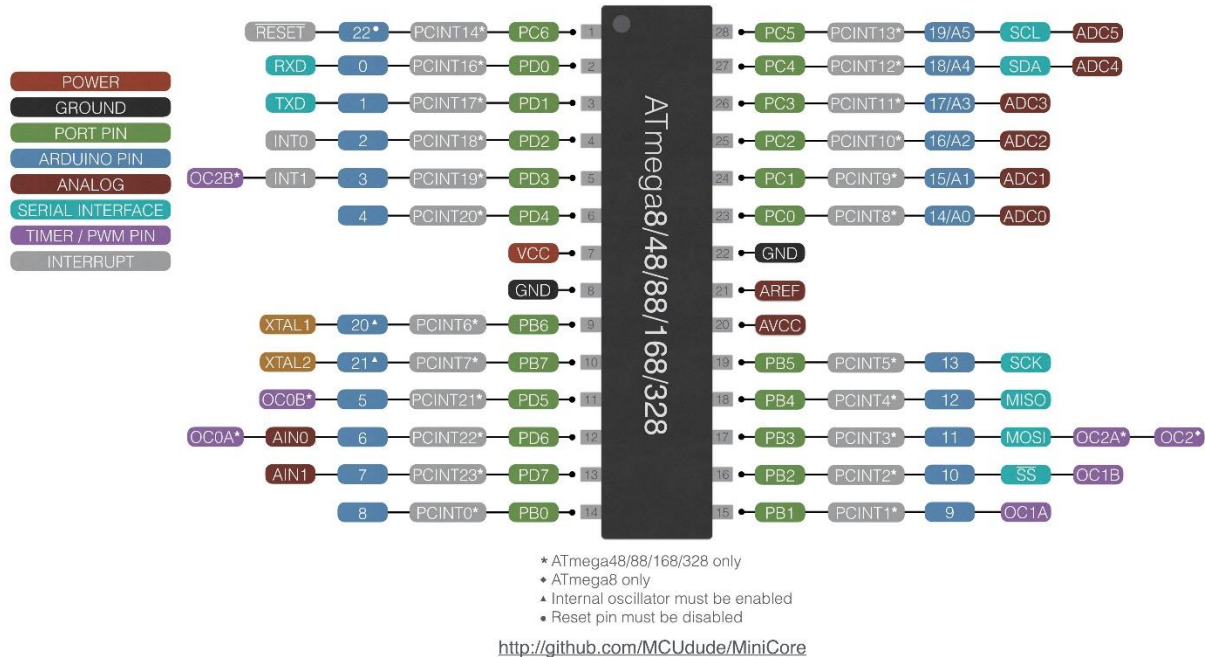 RESET 22● PCINT14* PC6 1 28 PC5 PCINT13* 19/A5 SCL ADC5
RXD 0 PCINT16* PD0 2 27 PC4 PCINT12* 18/A4 SDA ADC4
TXD 1 PCINT17* PD1 3 26 PC3 PCINT11* 17/A3 ADC3
INT0 2 PCINT18* PD2 4 25 PC2 PCINT10* 16/A2 ADC2
OC2B* INT1 3 PCINT19* PD3 5 24 PC1 PCINT9* 15/A1 ADC1
4 PCINT20* PD4 6 23 PC0 PCINT8* 14/A0 ADC0
VCC 7 22 GND
GND 8 21 AREF
XTAL1 20▲ PCINT6* PB6 9 20 AVCC
XTAL2 21▲ PCINT7* PB7 10 19 PB5 PCINT5* 13 SCK
OC0B* 5 PCINT21* PD5 11 18 PB4 PCINT4* 12 MISO
OC0A* AIN0 6 PCINT22* PD6 12 17 PB3 PCINT3* 11 MOSI OC2A* OC2◆
AIN1 7 PCINT23* PD7 13 16 PB2 PCINT2* 10 SS OC1B
8 PCINT0* PB0 14 15 PB1 PCINT1* 9 OC1A
POWER
GROUND
PORT PIN
ARDUINO PIN
ANALOG
SERIAL INTERFACE
TIMER / PWM PIN
INTERRUPT
ATmega8/48/88/168/328
* ATmega48/88/168/328 only
◆ ATmega8 only
▲ Internal oscillator must be enabled
● Reset pin must be disabled
http://github.com/MCUdude/MiniCore